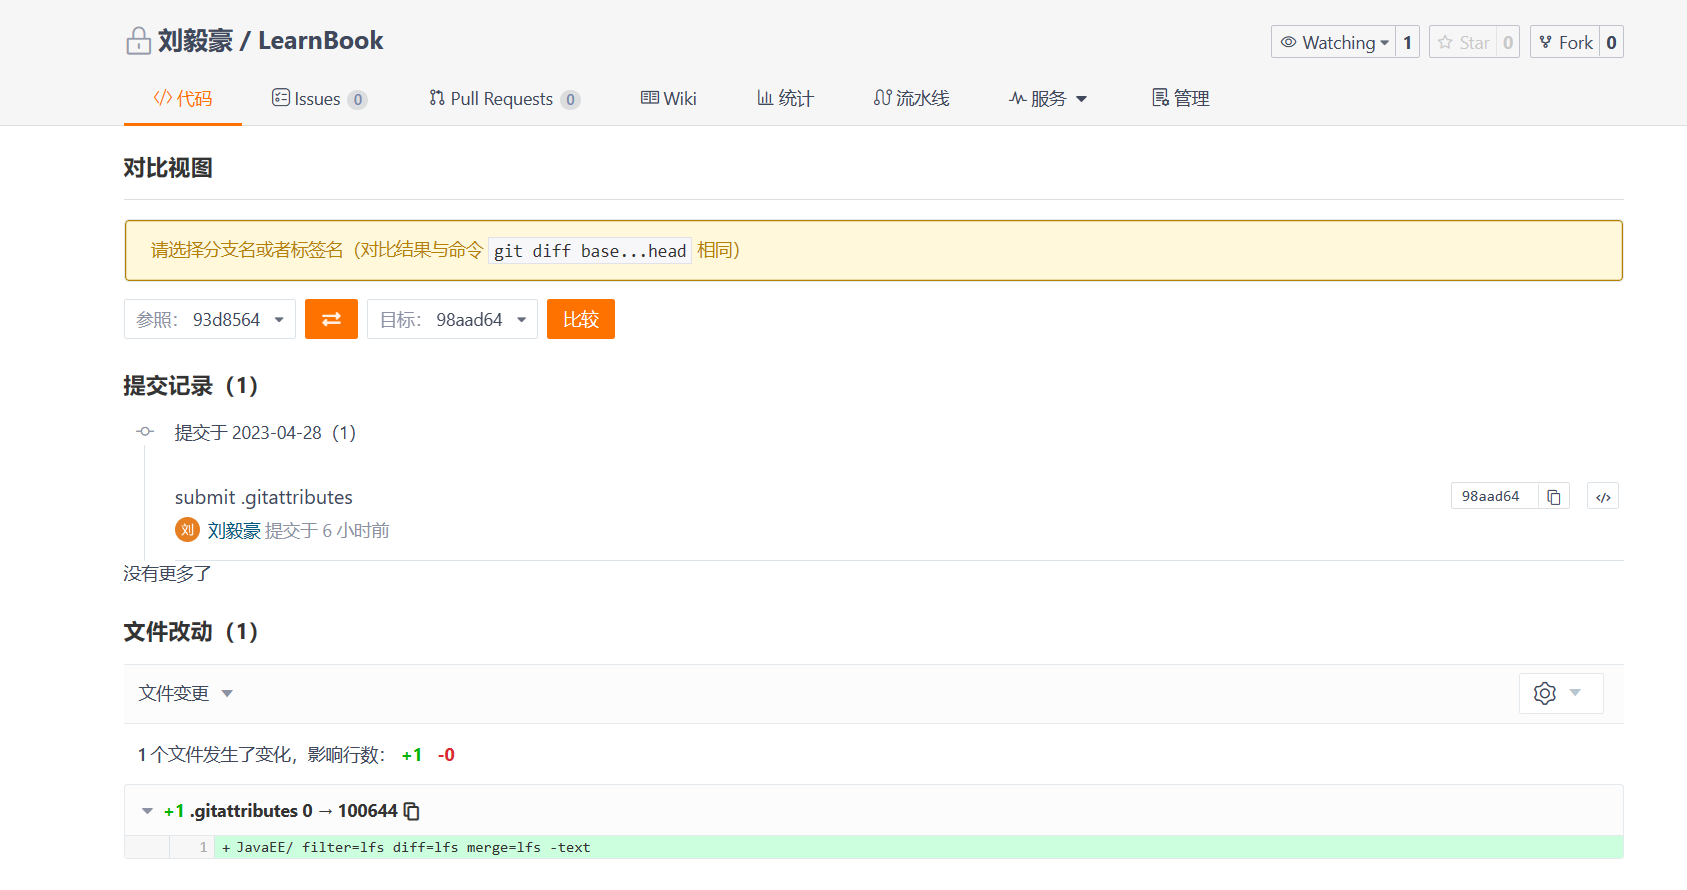 刘毅豪 / LearnBook
Watching 1 Star 0 Fork 0
代码 Issues 0 Pull Requests 0 Wiki 统计 流水线 服务 管理
对比视图
请选择分支名或者标签名（对比结果与命令 git diff base...head 相同）
参照： 93d8564 目标： 98aad64 比较
提交记录（1）
提交于 2023-04-28（1）
submit .gitattributes
98aad64
刘 刘毅豪 提交于 6 小时前
没有更多了
文件改动（1）
文件变更
1 个文件发生了变化，影响行数： +1 -0
+1 .gitattributes 0 → 100644
1 + JavaEE/ filter=lfs diff=lfs merge=lfs -text